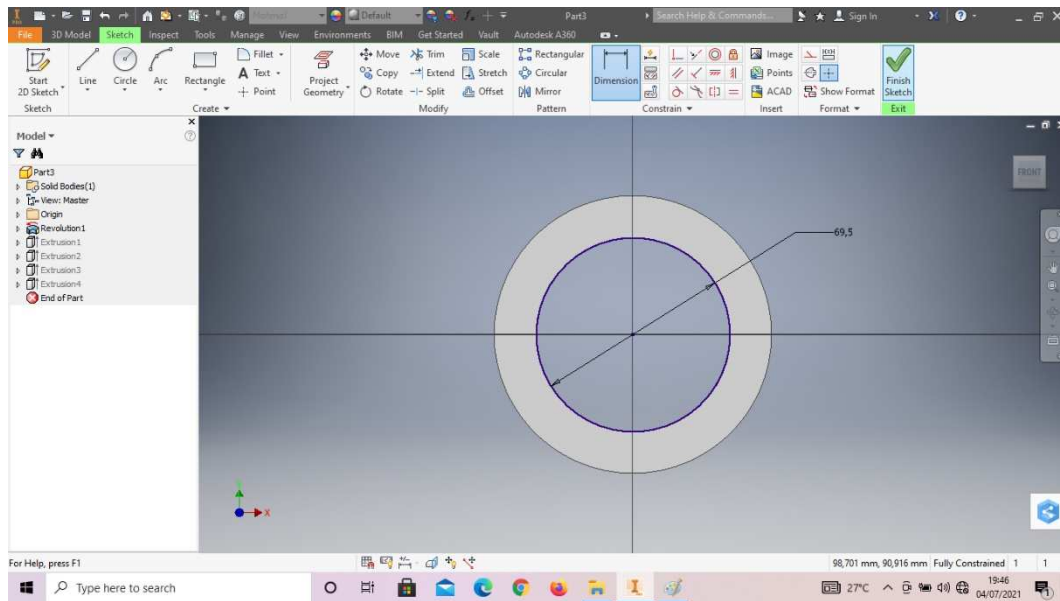 Material
Default
Part3
Search Help & Commands...
Sign In
File 3D Model Sketch Inspect Tools Manage View Environments BIM Get Started Vault Autodesk A360
Start 2D Sketch
Line
Circle
Arc
Rectangle
Fillet
Text
Point
Project Geometry
Move Trim Scale
Copy Extend Stretch
Rotate Split Offset
Rectangular
Circular
Mirror
Dimension
Image
Points
ACAD
Show Format
Finish Sketch
Sketch Create Modify Pattern Constrain Insert Format Exit
Model
Part3
Solid Bodies(1)
View: Master
Origin
Revolution1
Extrusion1
Extrusion2
Extrusion3
Extrusion4
End of Part
FRONT
69,5
X
For Help, press F1
98,701 mm, 90,916 mm Fully Constrained 1 1
Type here to search
27°C
19:46
04/07/2021